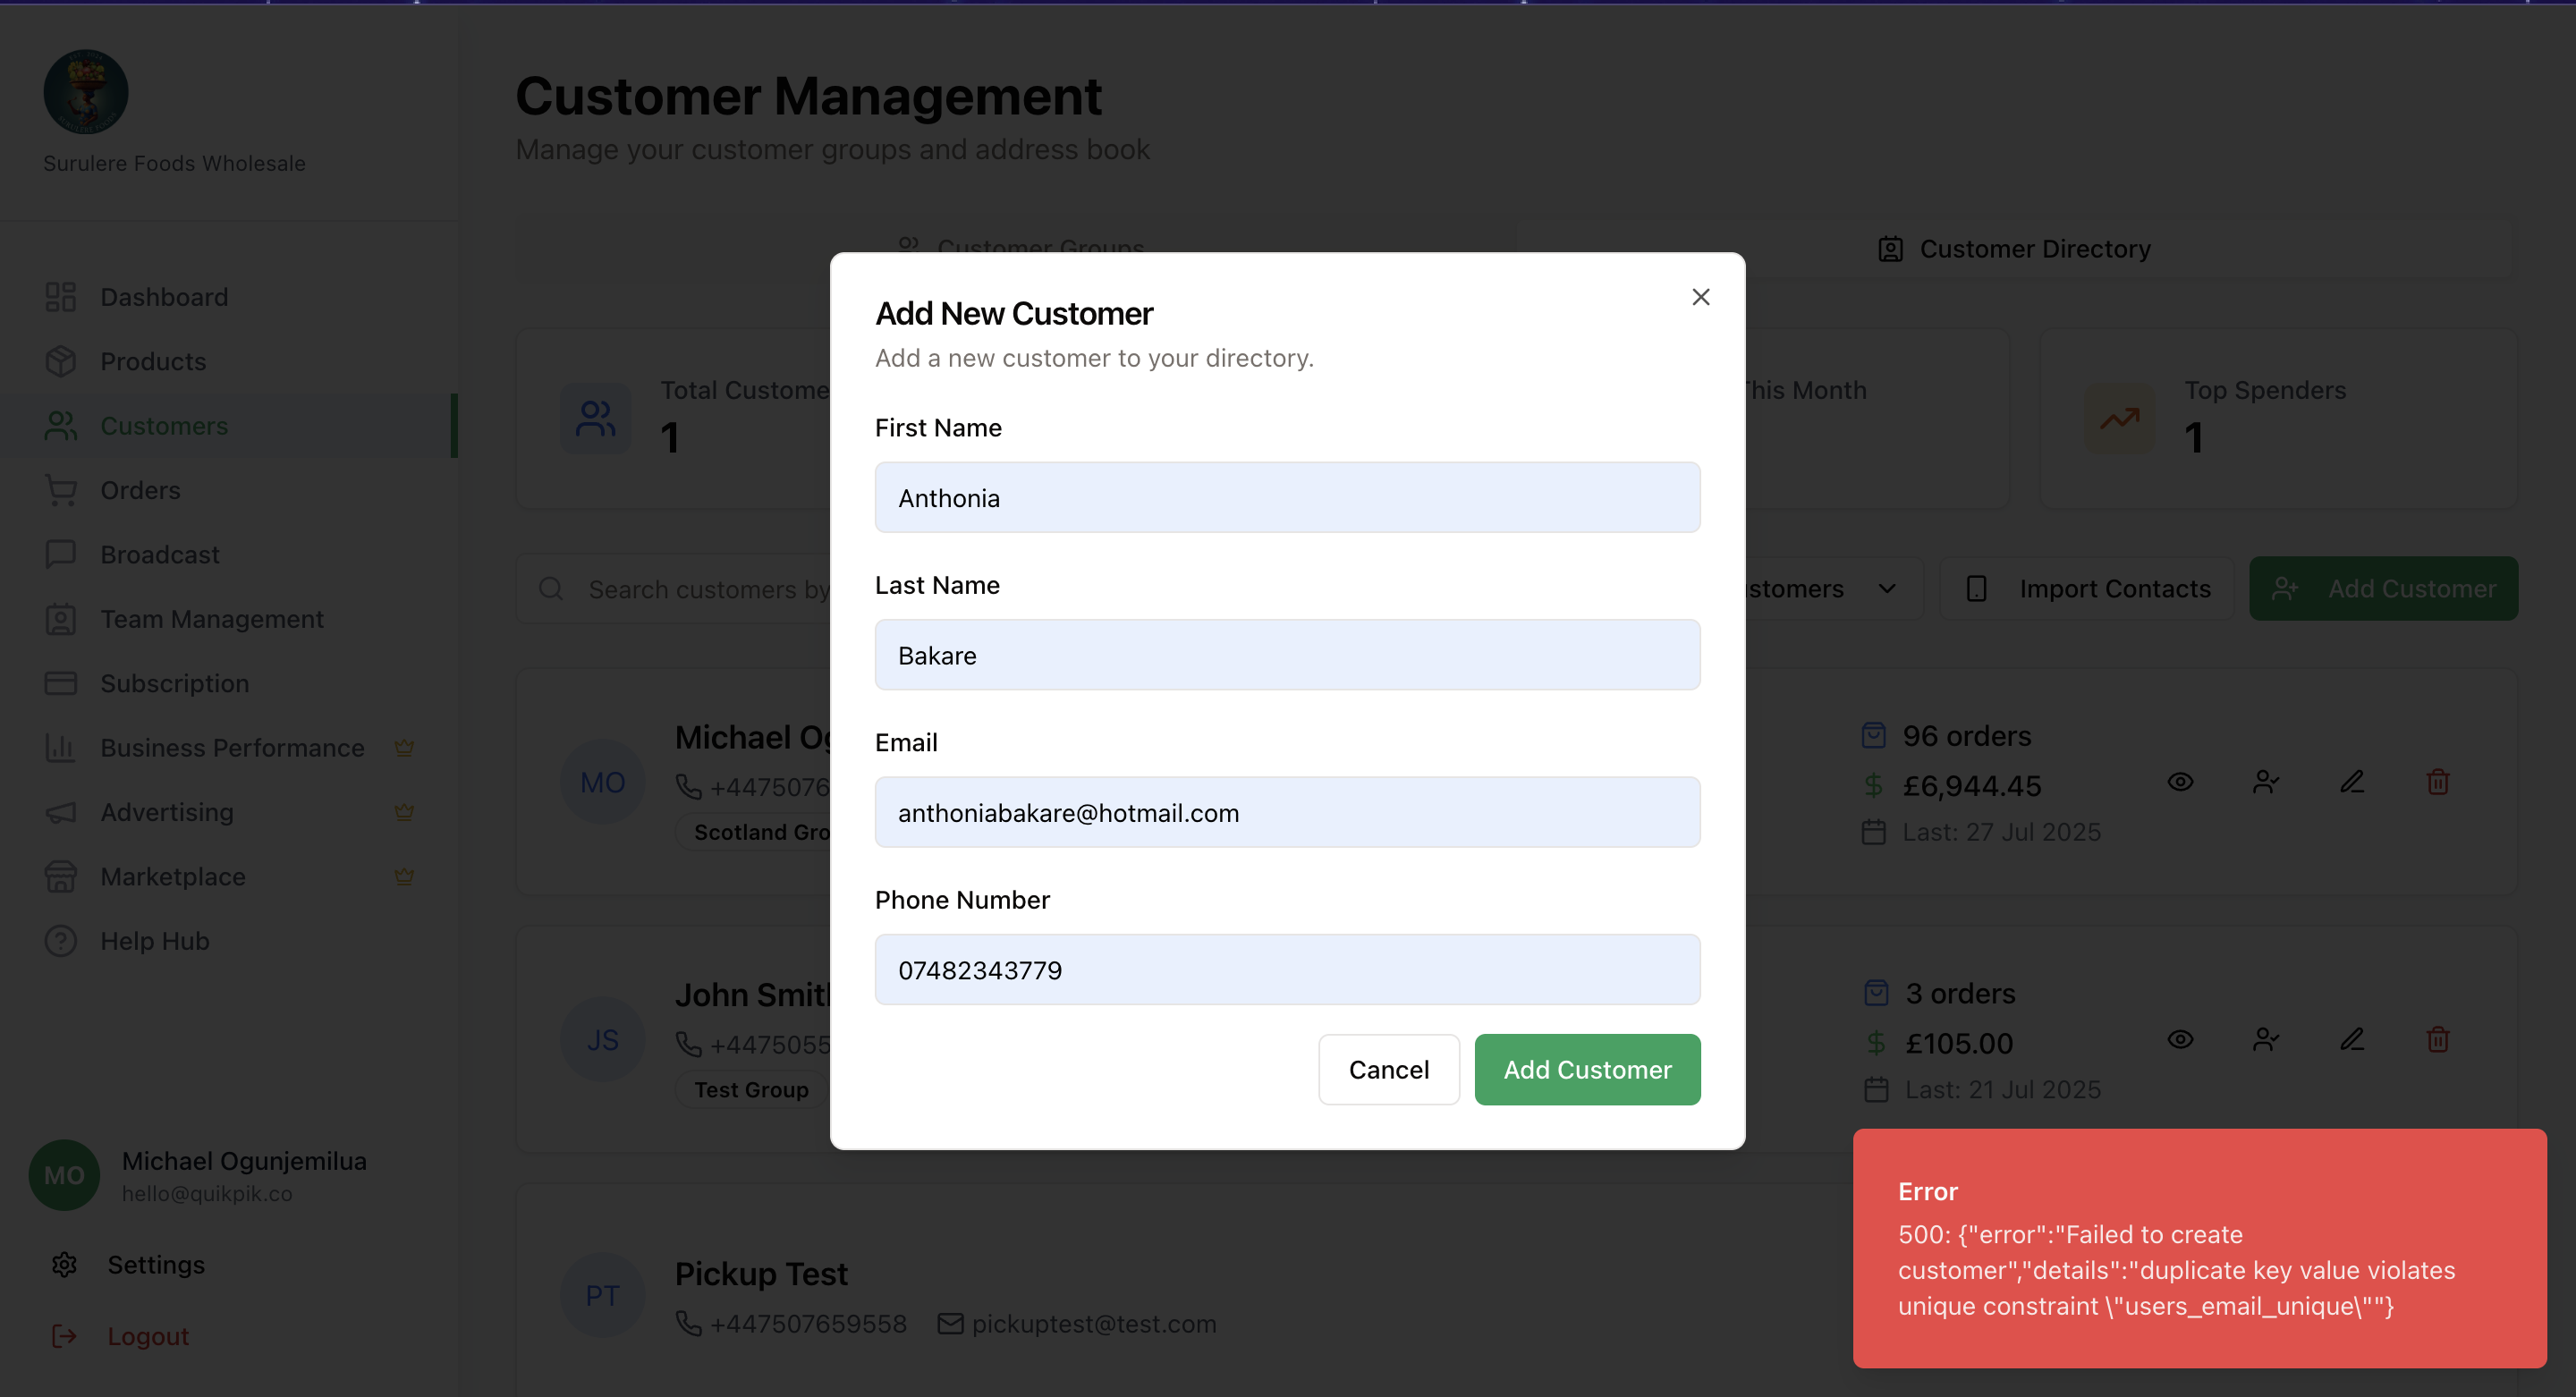 Surulere Foods Wholesale
Dashboard
Products
Customers
Orders
Broadcast
Team Management
Subscription
Business Performance
Advertising
Marketplace
Help Hub
MO
Michael Ogunjemilua
hello@quikpik.co
Settings
Logout
Customer Management
Manage your customer groups and address book
Customer Groups
Customer Directory
Total Custome
1
This Month
Top Spenders
1
Search customers by
stomers
Import Contacts
Add Customer
MO
Michael Og
+4475076
Scotland Gro
96 orders
£6,944.45
Last: 27 Jul 2025
JS
John Smit
+4475055
Test Group
3 orders
£105.00
Last: 21 Jul 2025
PT
Pickup Test
+447507659558
pickuptest@test.com
Add New Customer
Add a new customer to your directory.
First Name
Anthonia
Last Name
Bakare
Email
anthoniabakare@hotmail.com
Phone Number
07482343779
Cancel
Add Customer
Error
500: {"error":"Failed to create
customer","details":"duplicate key value violates
unique constraint \"users_email_unique\""}